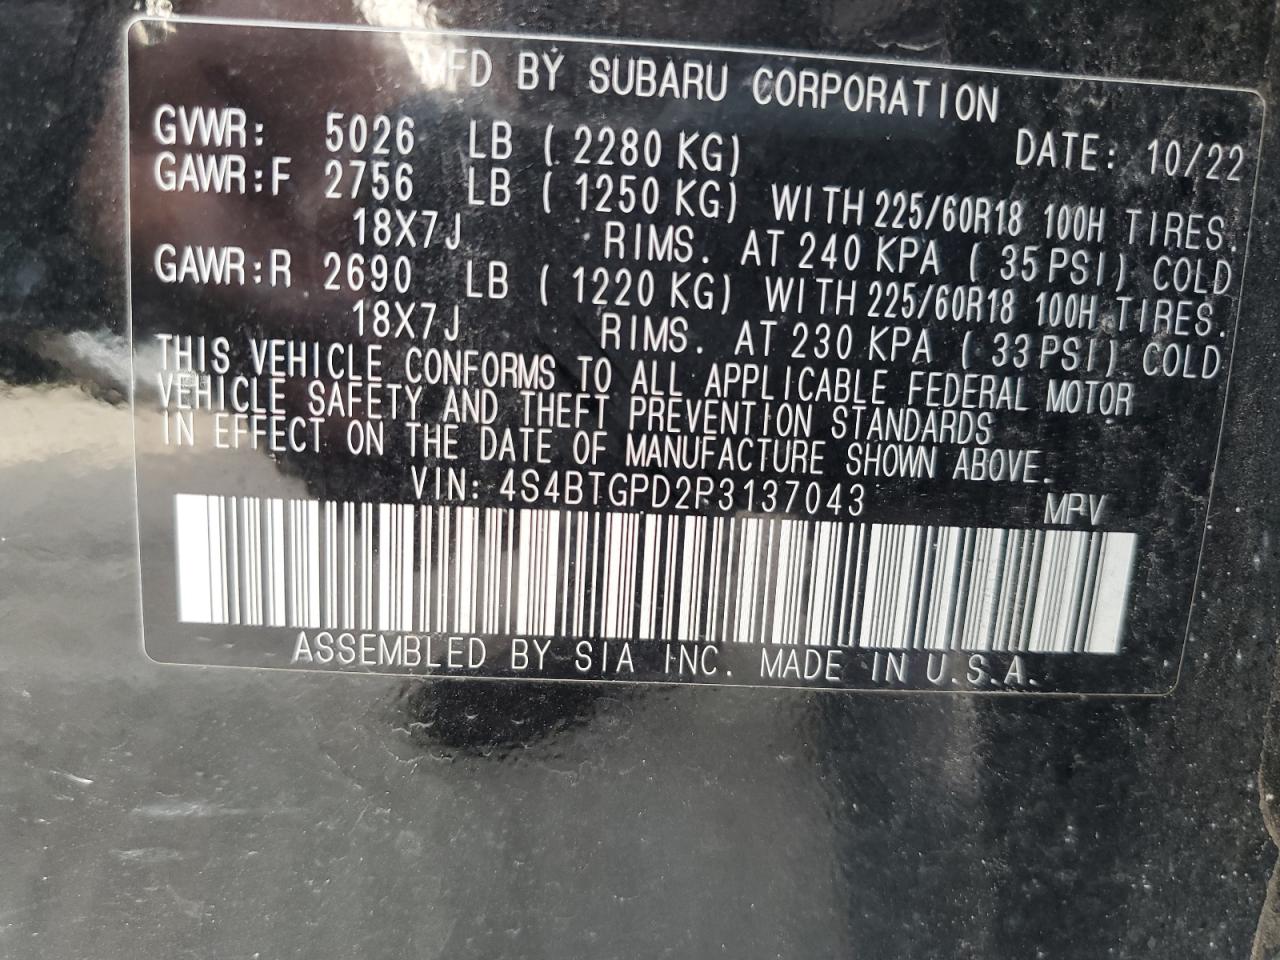 MFD BY SUBARU CORPORATION
GVWR: 5026 LB ( 2280 KG) DATE: 10/22
GAWR:F 2756 LB ( 1250 KG) WITH 225/60R18 100H TIRES.
18X7J RIMS. AT 240 KPA ( 35 PSI) COLD
GAWR:R 2690 LB ( 1220 KG) WITH 225/60R18 100H TIRES.
18X7J RIMS. AT 230 KPA ( 33 PSI) COLD
THIS VEHICLE CONFORMS TO ALL APPLICABLE FEDERAL MOTOR
VEHICLE SAFETY AND THEFT PREVENTION STANDARDS
IN EFFECT ON THE DATE OF MANUFACTURE SHOWN ABOVE.
VIN: 4S4BTGPD2P3137043 MPV
ASSEMBLED BY SIA INC. MADE IN U.S.A.